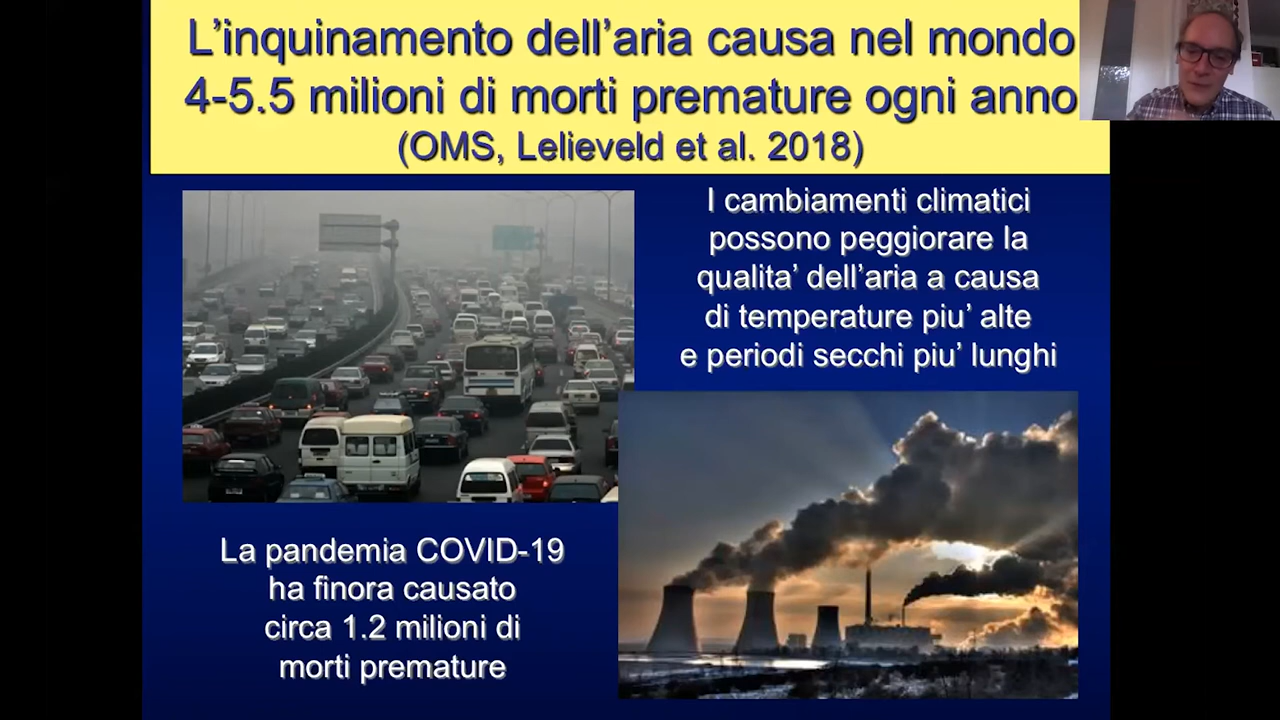 L’inquinamento dell’aria causa nel mondo
4-5.5 milioni di morti premature ogni anno
(OMS, Lelieveld et al. 2018)
I cambiamenti climatici
possono peggiorare la
qualita’ dell’aria a causa
di temperature piu’ alte
e periodi secchi piu’ lunghi
La pandemia COVID-19
ha finora causato
circa 1.2 milioni di
morti premature